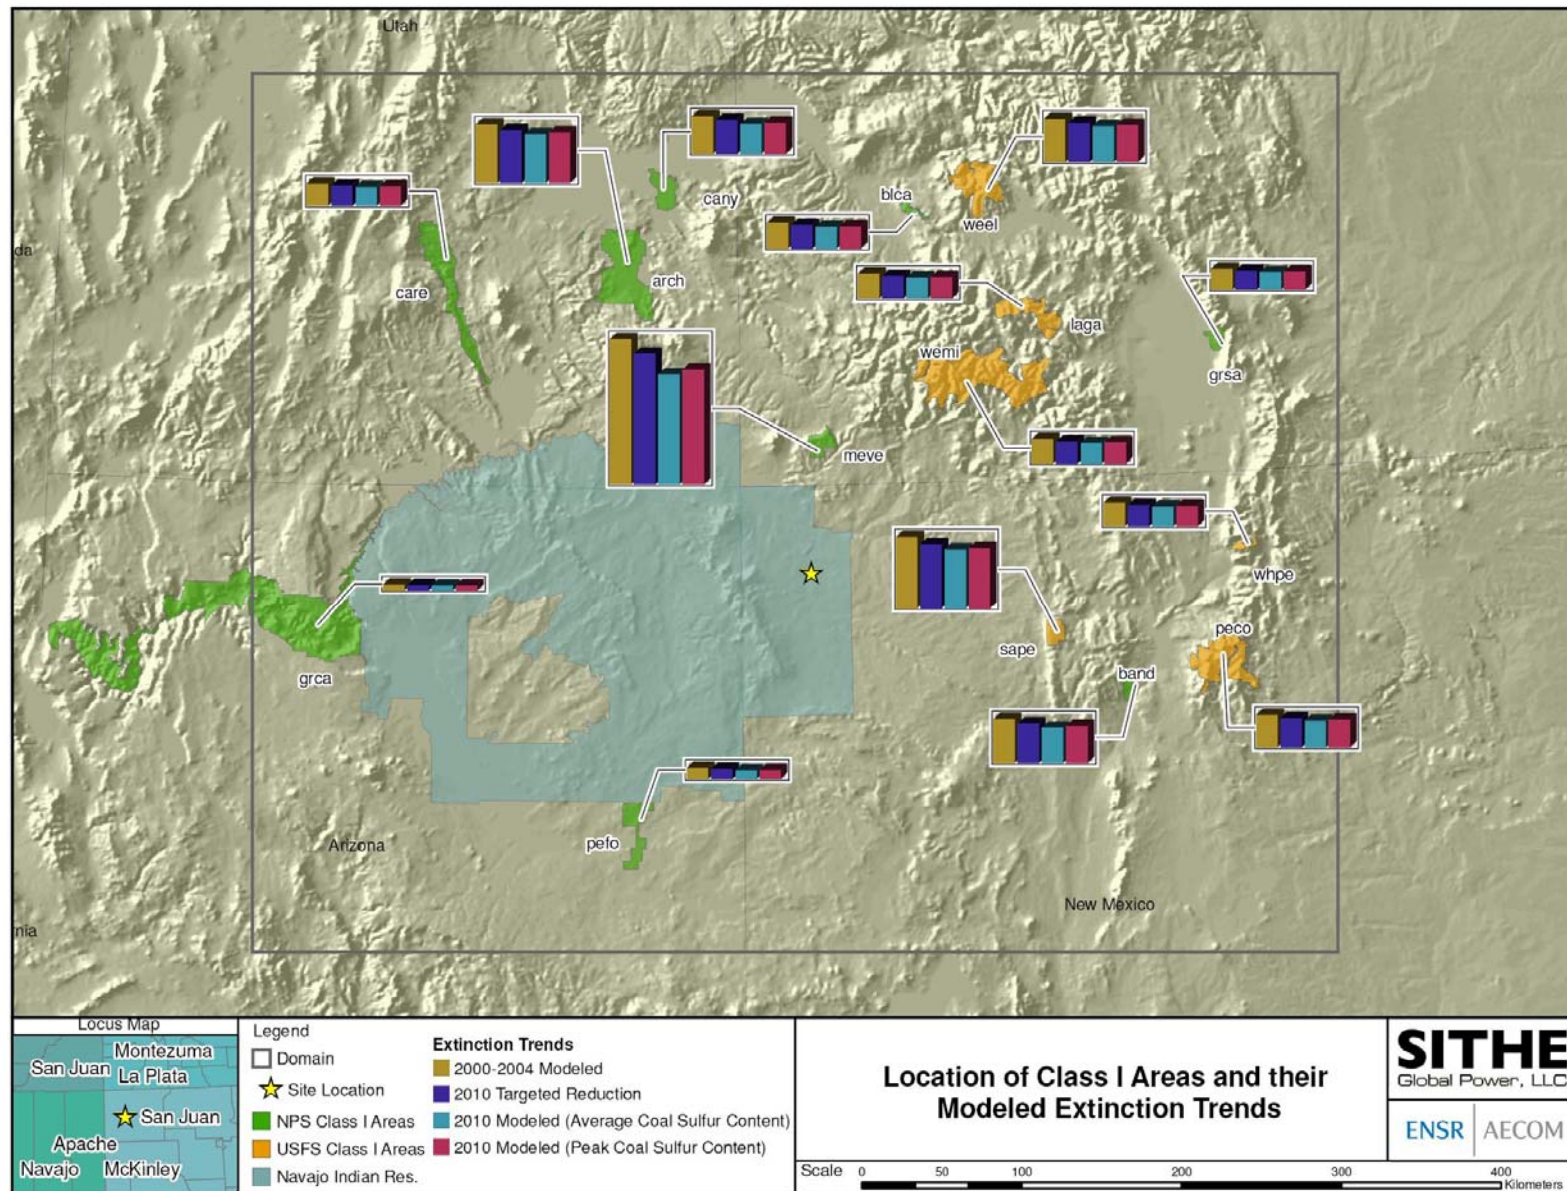 Utah
cany
blca
weel
da
care
arch
laga
wemi
grsa
meve
whpe
sape
peco
grca
band
pefo
Arizona
New Mexico
rnia
Locus Map
Montezuma
San Juan
La Plata
San Juan
Apache
Navajo
McKinley
Legend
Domain
Site Location
NPS Class I Areas
USFS Class I Areas
Navajo Indian Res.
Extinction Trends
2000-2004 Modeled
2010 Targeted Reduction
2010 Modeled (Average Coal Sulfur Content)
2010 Modeled (Peak Coal Sulfur Content)
Location of Class I Areas and their
Modeled Extinction Trends
SITHE
Global Power, LLC
ENSR AECOM
Scale 0 50 100 200 300 400
Kilometers